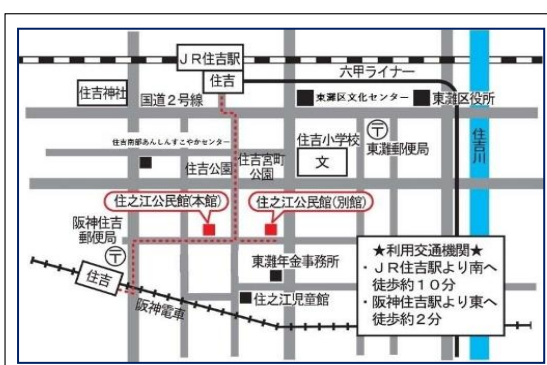 JR住吉駅
住吉
六甲ライナー
住吉神社
国道2号線
東灘区文化センター
東灘区役所
住吉南部あんしんすこやかセンター
住吉小学校
文
東灘郵便局
住吉川
住吉公園
住吉宮町
公園
住之江公民館(本館)
住之江公民館(別館)
阪神住吉
郵便局
住吉
阪神電車
東灘年金事務所
住之江児童館
★利用交通機関★
・JR住吉駅より南へ
徒歩約10分
・阪神住吉駅より東へ
徒歩約2分